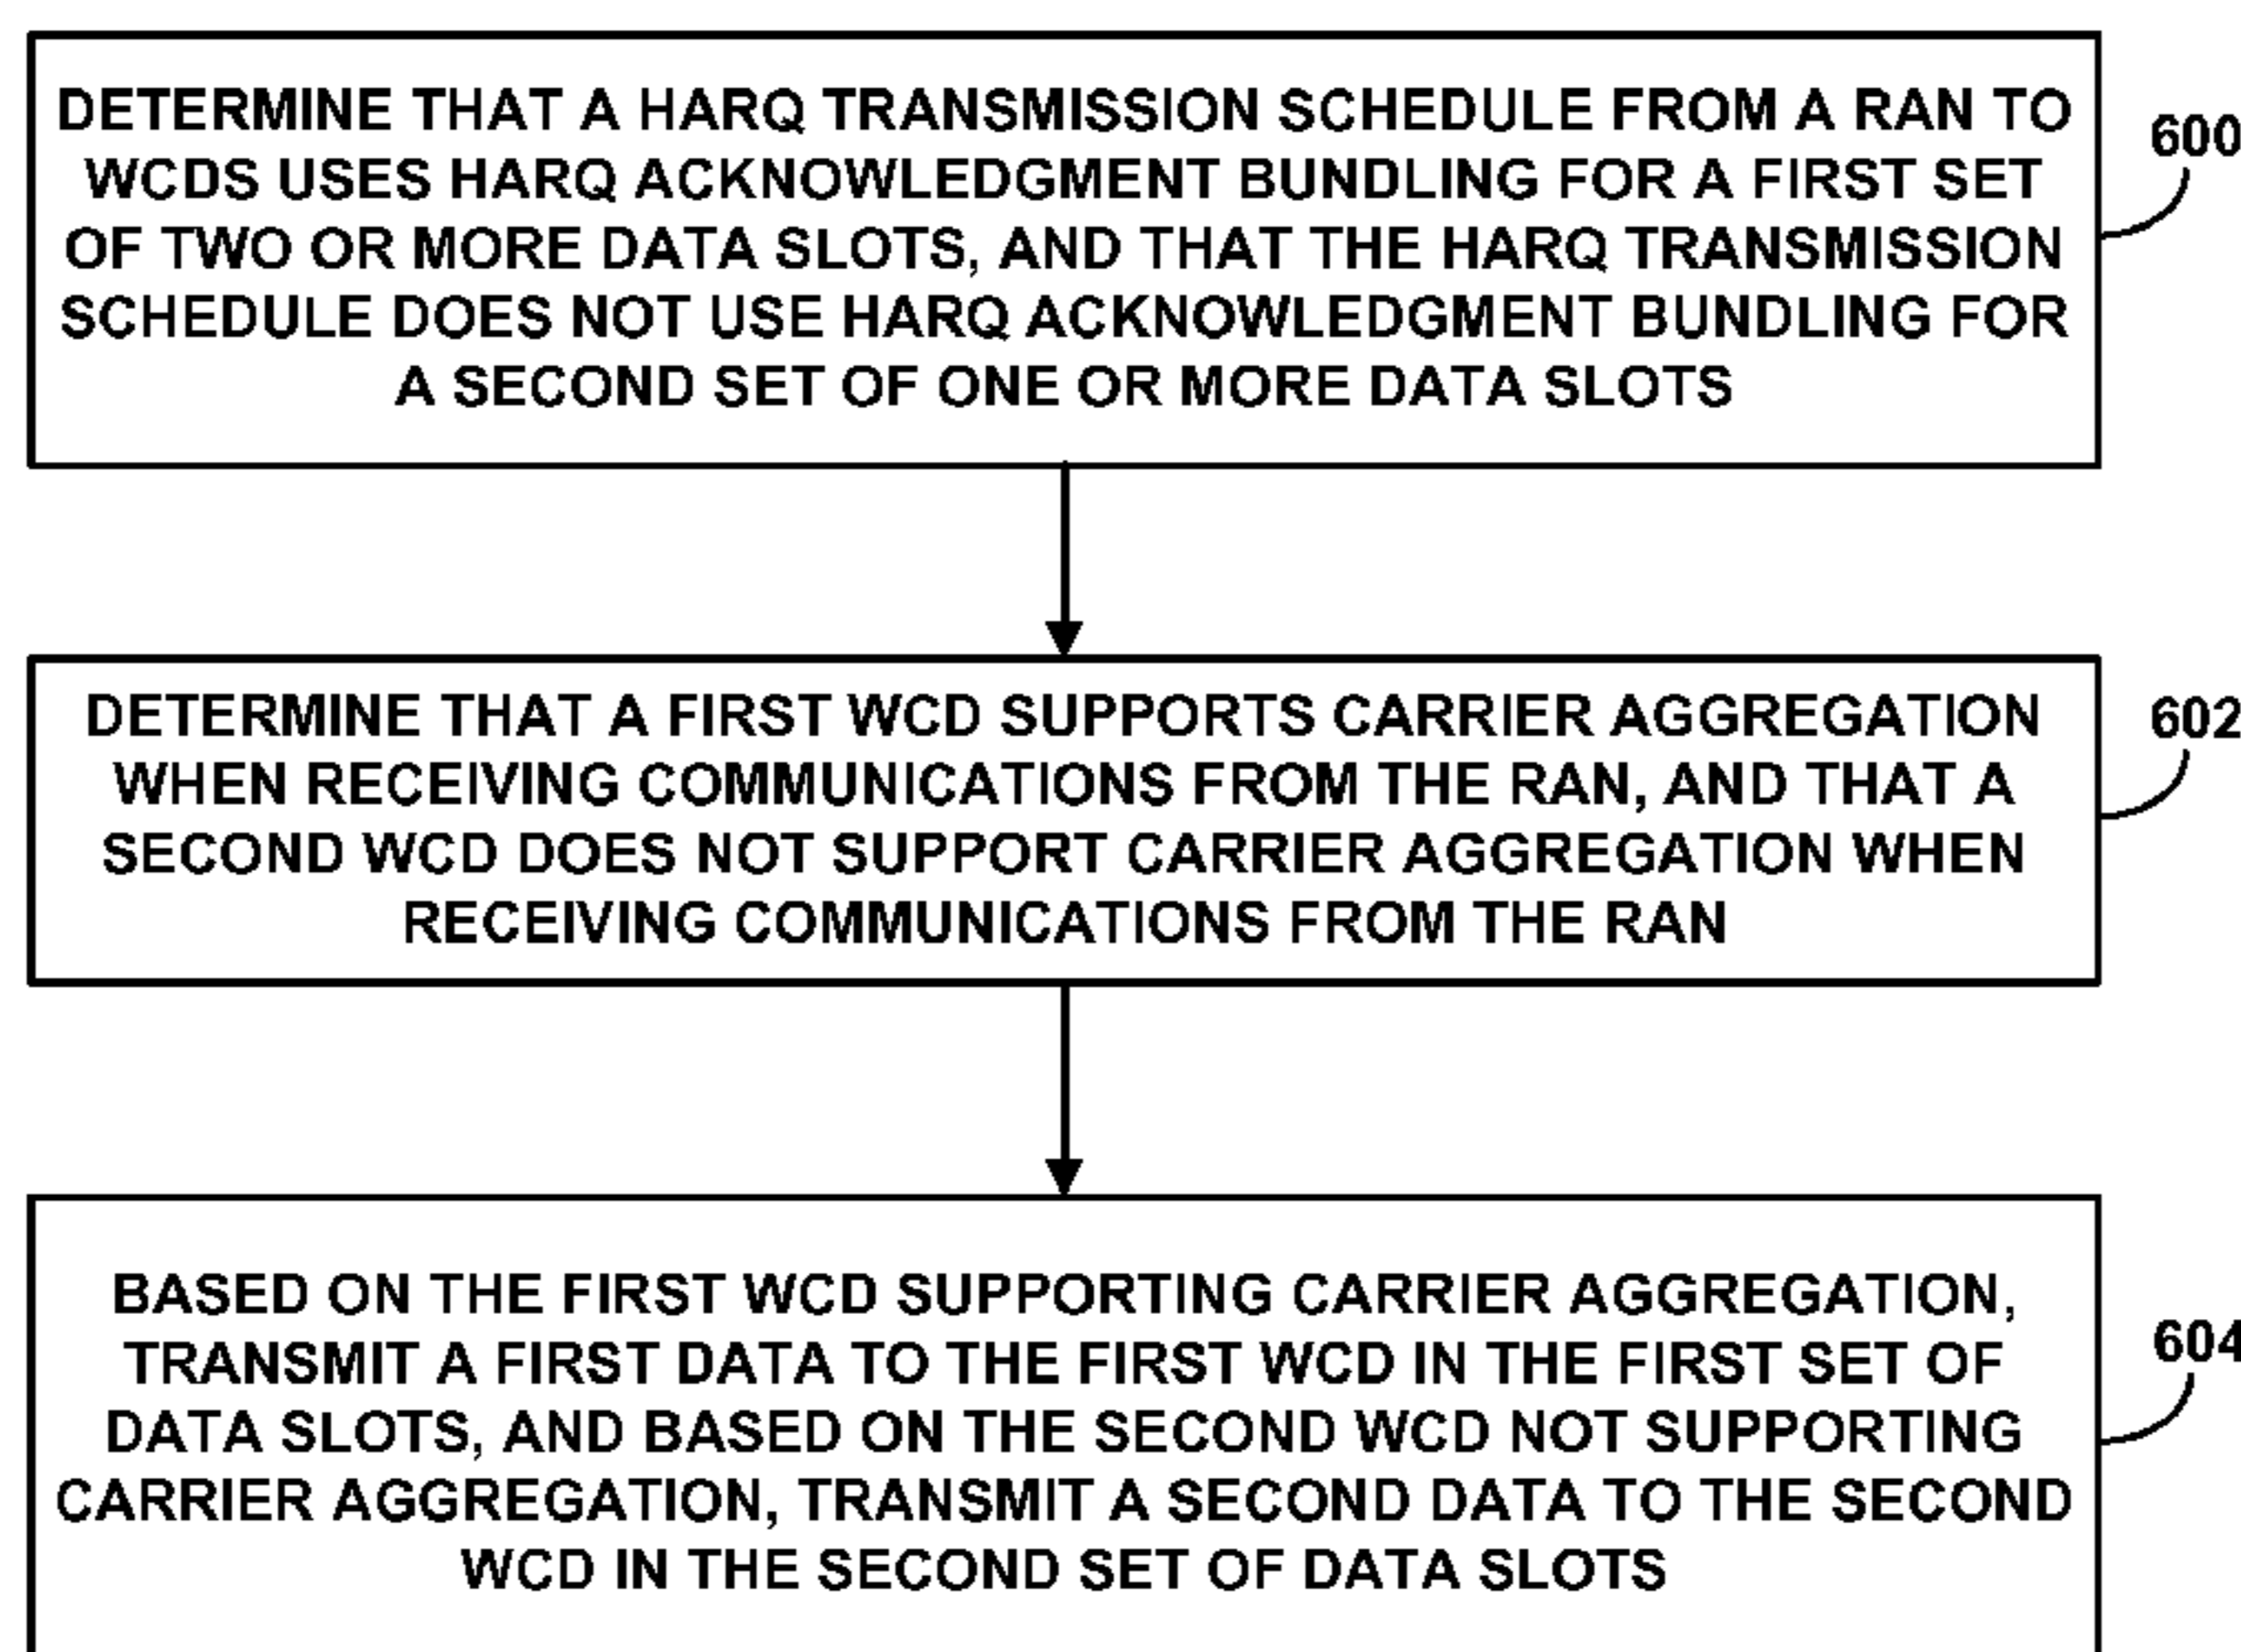 DETERMINE THAT A HARQ TRANSMISSION SCHEDULE FROM A RAN TO
WCDS USES HARQ ACKNOWLEDGMENT BUNDLING FOR A FIRST SET
OF TWO OR MORE DATA SLOTS, AND THAT THE HARQ TRANSMISSION
SCHEDULE DOES NOT USE HARQ ACKNOWLEDGMENT BUNDLING FOR
A SECOND SET OF ONE OR MORE DATA SLOTS
600
DETERMINE THAT A FIRST WCD SUPPORTS CARRIER AGGREGATION
WHEN RECEIVING COMMUNICATIONS FROM THE RAN, AND THAT A
SECOND WCD DOES NOT SUPPORT CARRIER AGGREGATION WHEN
RECEIVING COMMUNICATIONS FROM THE RAN
602
BASED ON THE FIRST WCD SUPPORTING CARRIER AGGREGATION,
TRANSMIT A FIRST DATA TO THE FIRST WCD IN THE FIRST SET OF
DATA SLOTS, AND BASED ON THE SECOND WCD NOT SUPPORTING
CARRIER AGGREGATION, TRANSMIT A SECOND DATA TO THE SECOND
WCD IN THE SECOND SET OF DATA SLOTS
604